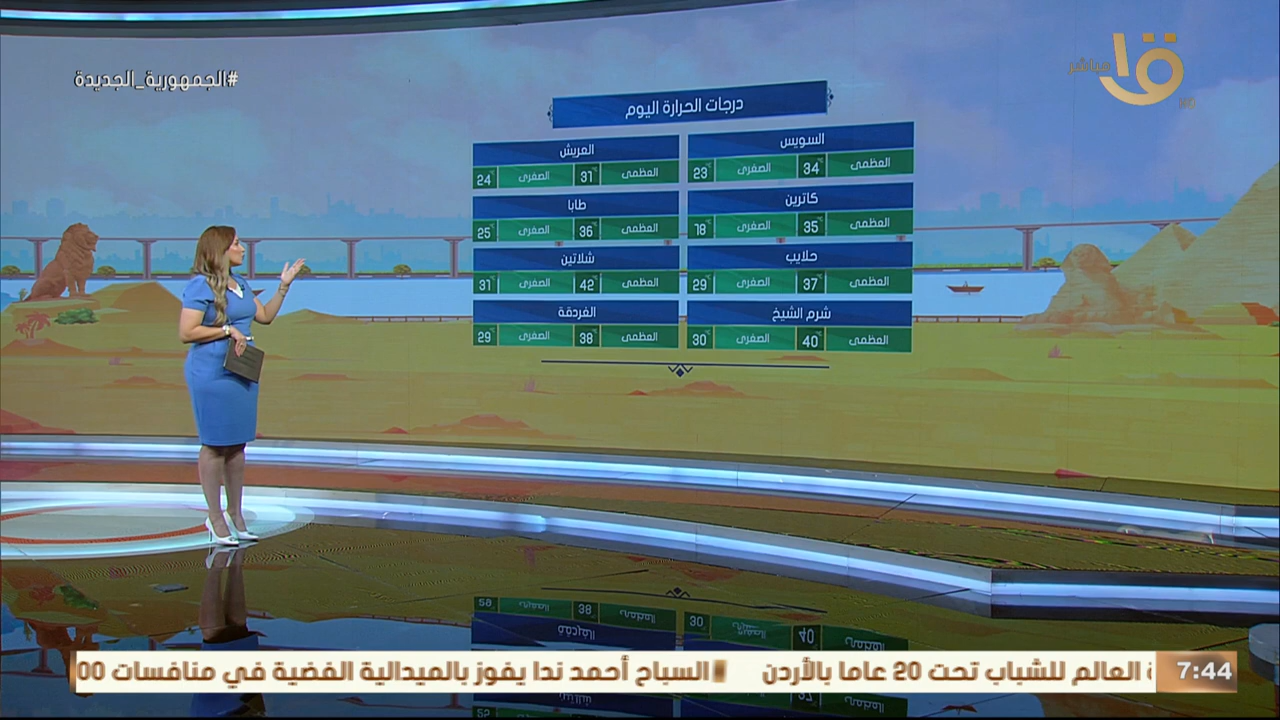 #الجمهورية_الجديدة
مباشر
درجات الحرارة اليوم
السويس
العظمى 34 الصغرى 23
العريش
العظمى 31 الصغرى 24
كاترين
العظمى 35 الصغرى 18
طابا
العظمى 36 الصغرى 25
حلايب
العظمى 37 الصغرى 29
شلاتين
العظمى 42 الصغرى 31
شرم الشيخ
العظمى 40 الصغرى 30
الغردقة
العظمى 38 الصغرى 29
7:44
العالم للشباب تحت 20 عاما بالأردن
السباح أحمد ندا يفوز بالميدالية الفضية في منافسات 00